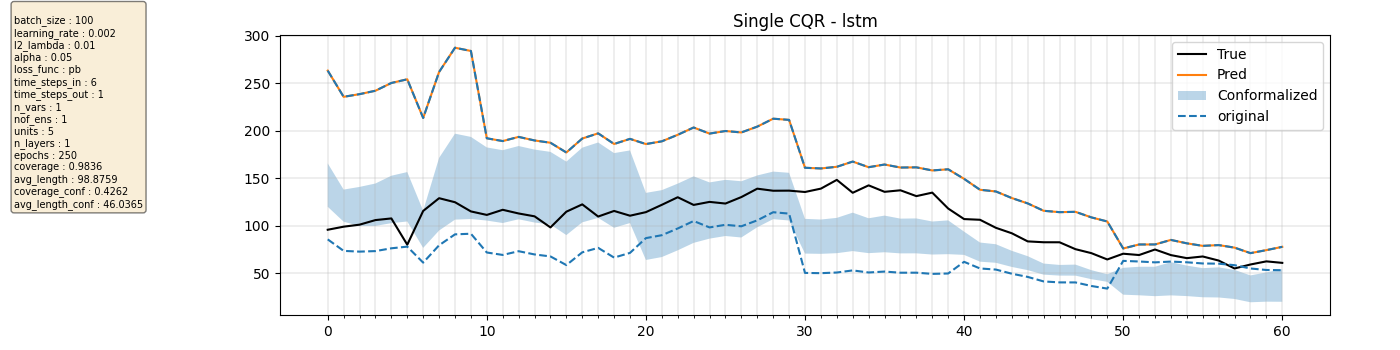 batch_size : 100
learning_rate : 0.002
l2_lambda : 0.01
alpha : 0.05
loss_func : pb
time_steps_in : 6
time_steps_out : 1
n_vars : 1
nof_ens : 1
units : 5
n_layers : 1
epochs : 250
coverage : 0.9836
avg_length : 98.8759
coverage_conf : 0.4262
avg_length_conf : 46.0365
Single CQR - lstm
300
250
200
150
100
50
True
Pred
Conformalized
original
0 10 20 30 40 50 60